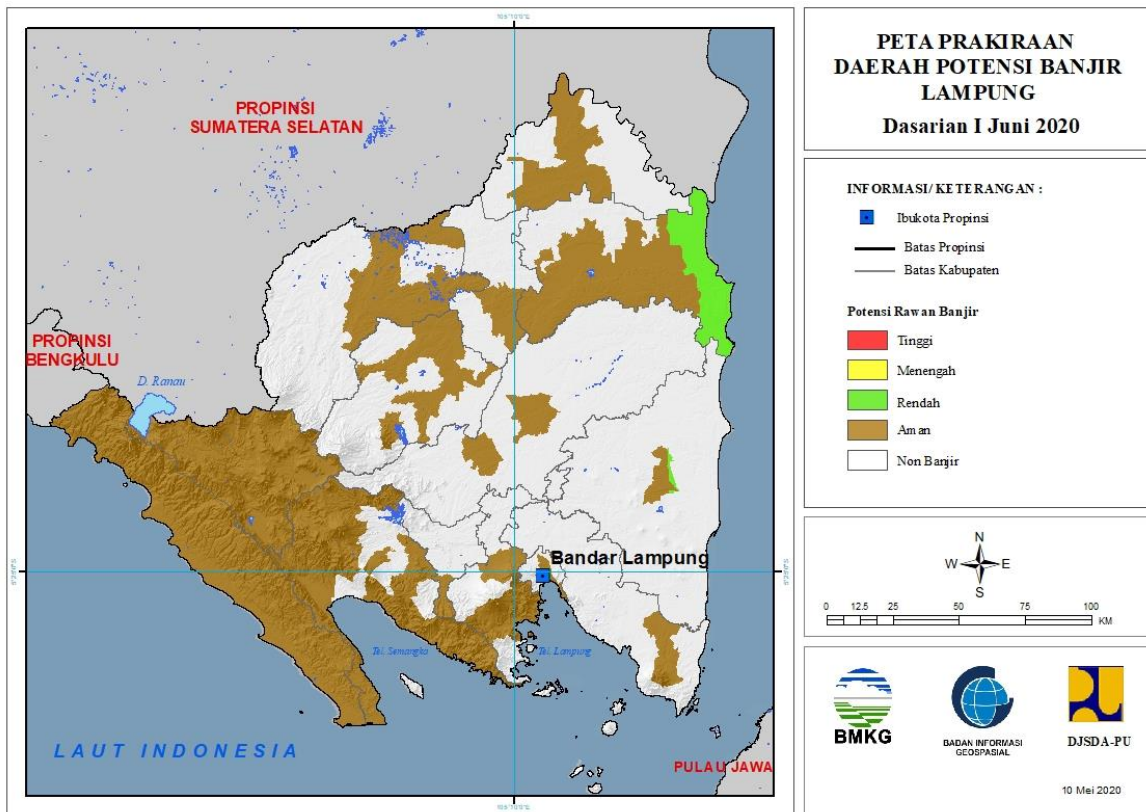 PETA PRAKIRAAN
DAERAH POTENSI BANJIR
LAMPUNG
Dasarian I Juni 2020
INFORMASI/ KETERANGAN :
Ibukota Propinsi
Batas Propinsi
Batas Kabupaten
Potensi Rawan Banjir
Tinggi
Menengah
Rendah
Aman
Non Banjir
N
W
E
S
0
12.5
25
50
75
100
KM
BMKG
BADAN INFORMASI
GEOSPASIAL
DJSDA-PU
10 Mei 2020
PROPINSI
SUMATERA SELATAN
PROPINSI
BENGKULU
D. Ranau
Bandar Lampung
Tel. Semangka
Tel. Lampung
LAUT INDONESIA
PULAU JAWA